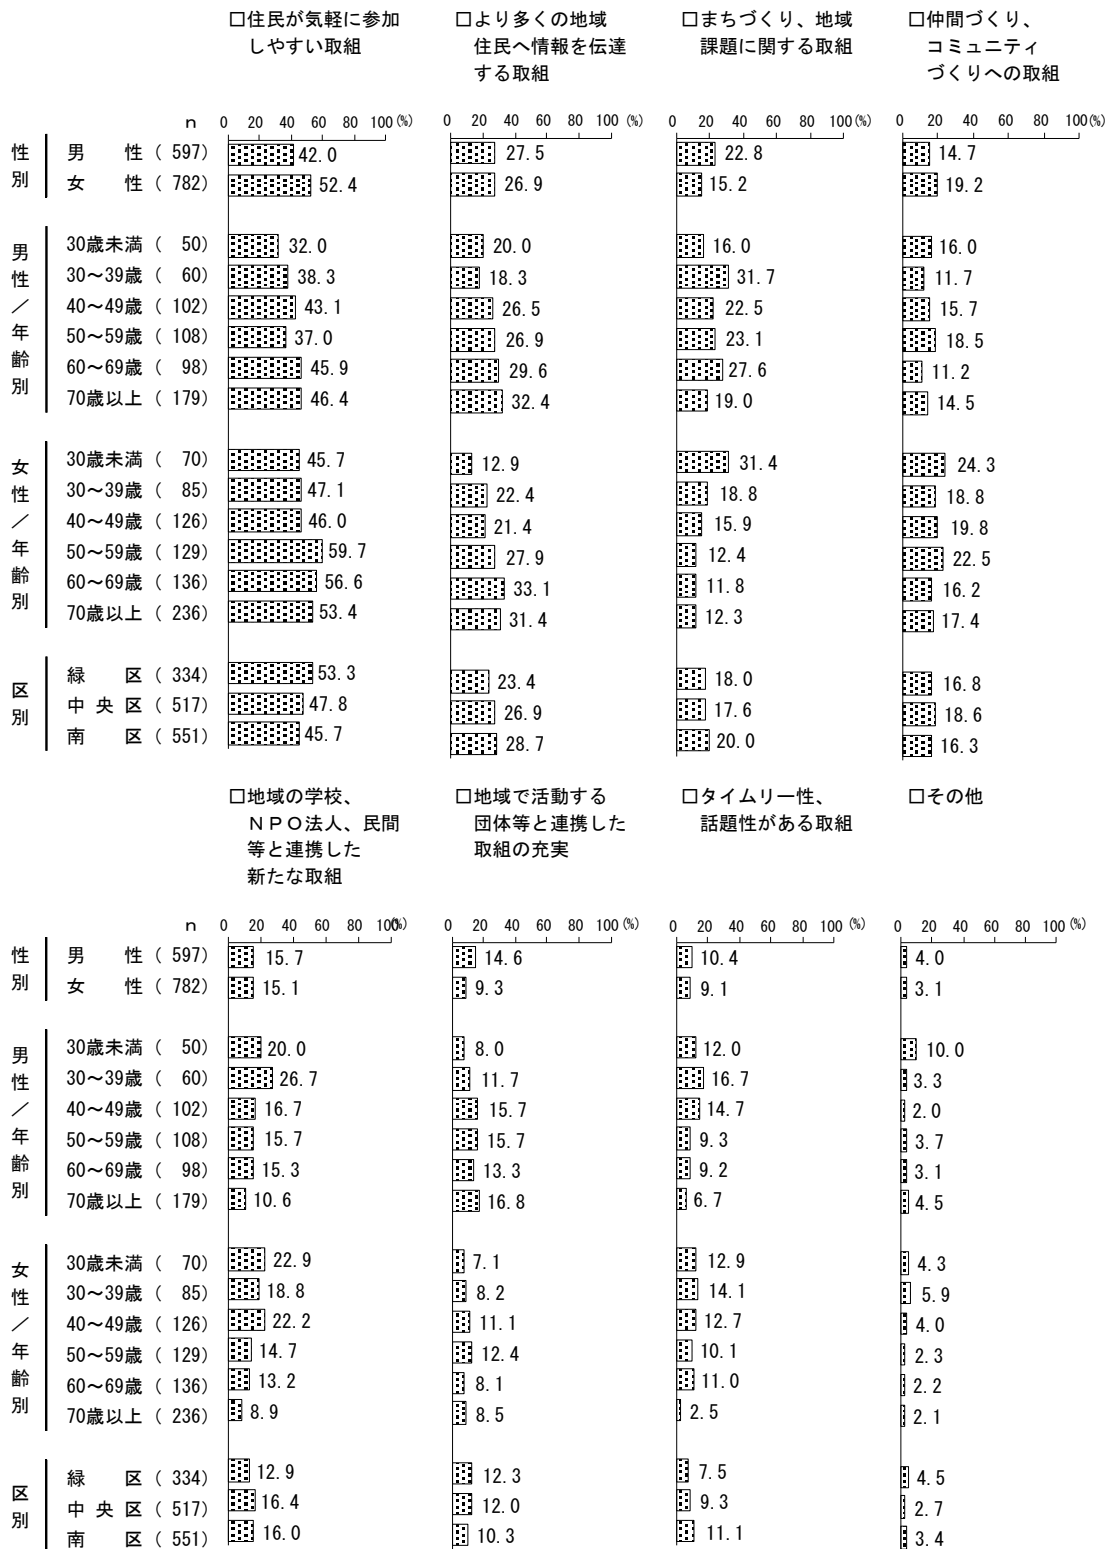 □住民が気軽に参加
しやすい取組
□より多くの地域
住民へ情報を伝達
する取組
□まちづくり、地域
課題に関する取組
□仲間づくり、
コミュニティ
づくりへの取組
n 0 20 40 60 80 100(%) 0 20 40 60 80 100(%) 0 20 40 60 80 100(%) 0 20 40 60 80 100(%)
性別
男 性 ( 597) 42.0 27.5 22.8 14.7
女 性 ( 782) 52.4 26.9 15.2 19.2
男性/年齢別
30歳未満 ( 50) 32.0 20.0 16.0 16.0
30~39歳 ( 60) 38.3 18.3 31.7 11.7
40~49歳 ( 102) 43.1 26.5 22.5 15.7
50~59歳 ( 108) 37.0 26.9 23.1 18.5
60~69歳 ( 98) 45.9 29.6 27.6 11.2
70歳以上 ( 179) 46.4 32.4 19.0 14.5
女性/年齢別
30歳未満 ( 70) 45.7 12.9 31.4 24.3
30~39歳 ( 85) 47.1 22.4 18.8 18.8
40~49歳 ( 126) 46.0 21.4 15.9 19.8
50~59歳 ( 129) 59.7 27.9 12.4 22.5
60~69歳 ( 136) 56.6 33.1 11.8 16.2
70歳以上 ( 236) 53.4 31.4 12.3 17.4
区別
緑 区 ( 334) 53.3 23.4 18.0 16.8
中 央 区 ( 517) 47.8 26.9 17.6 18.6
南 区 ( 551) 45.7 28.7 20.0 16.3
□地域の学校、
NPO法人、民間
等と連携した
新たな取組
□地域で活動する
団体等と連携した
取組の充実
□タイムリー性、
話題性がある取組
□その他
n 0 20 40 60 80 100(%) 0 20 40 60 80 100(%) 0 20 40 60 80 100(%) 0 20 40 60 80 100(%)
性別
男 性 ( 597) 15.7 14.6 10.4 4.0
女 性 ( 782) 15.1 9.3 9.1 3.1
男性/年齢別
30歳未満 ( 50) 20.0 8.0 12.0 10.0
30~39歳 ( 60) 26.7 11.7 16.7 3.3
40~49歳 ( 102) 16.7 15.7 14.7 2.0
50~59歳 ( 108) 15.7 15.7 9.3 3.7
60~69歳 ( 98) 15.3 13.3 9.2 3.1
70歳以上 ( 179) 10.6 16.8 6.7 4.5
女性/年齢別
30歳未満 ( 70) 22.9 7.1 12.9 4.3
30~39歳 ( 85) 18.8 8.2 14.1 5.9
40~49歳 ( 126) 22.2 11.1 12.7 4.0
50~59歳 ( 129) 14.7 12.4 10.1 2.3
60~69歳 ( 136) 13.2 8.1 11.0 2.2
70歳以上 ( 236) 8.9 8.5 2.5 2.1
区別
緑 区 ( 334) 12.9 12.3 7.5 4.5
中 央 区 ( 517) 16.4 12.0 9.3 2.7
南 区 ( 551) 16.0 10.3 11.1 3.4